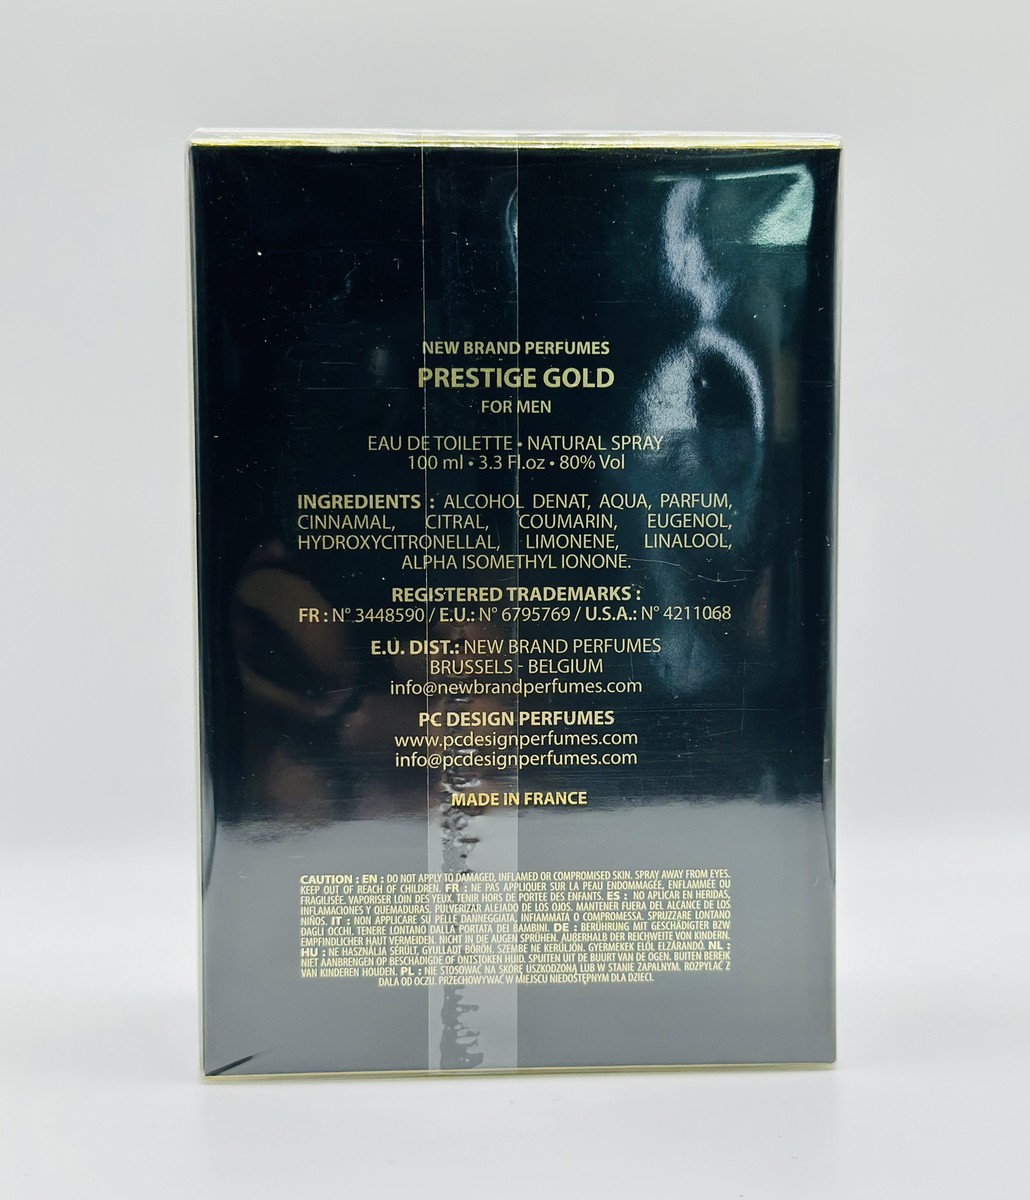 NEW BRAND PERFUMES
PRESTIGE GOLD
FOR MEN
EAU DE TOILETTE • NATURAL SPRAY
100 ml • 3.3 Fl.oz • 80% Vol
INGREDIENTS : ALCOHOL DENAT, AQUA, PARFUM,
CINNAMAL, CITRAL, COUMARIN, EUGENOL,
HYDROXYCITRONELLAL, LIMONENE, LINALOOL,
ALPHA ISOMETHYL IONONE.
REGISTERED TRADEMARKS :
FR : N° 3448590 / E.U.: N° 6795769 / U.S.A.: N° 4211068
E.U. DIST.: NEW BRAND PERFUMES
BRUSSELS - BELGIUM
info@newbrandperfumes.com
PC DESIGN PERFUMES
www.pcdesignperfumes.com
info@pcdesignperfumes.com
MADE IN FRANCE
CAUTION : EN : DO NOT APPLY TO DAMAGED, INFLAMED OR COMPROMISED SKIN. SPRAY AWAY FROM EYES.
KEEP OUT OF REACH OF CHILDREN. FR : NE PAS APPLIQUER SUR LA PEAU ENDOMMAGÉE, ENFLAMMÉE OU
FRAGILISÉE. VAPORISER LOIN DES YEUX. TENIR HORS DE PORTEE DES ENFANTS. ES : NO APLICAR EN HERIDAS,
INFLAMACIONES Y QUEMADURAS. PULVERIZAR ALEJADO DE LOS OJOS. MANTENER FUERA DEL ALCANCE DE LOS
NIÑOS. IT : NON APPLICARE SU PELLE DANNEGGIATA, INFIAMMATA O COMPROMESSA. SPRUZZARE LONTANO
DAGLI OCCHI. TENERE LONTANO DALLA PORTATA DEI BAMBINI. DE : BERÜHRUNG MIT GESCHÄDIGTER BZW
EMPFINDLICHER HAUT VERMEIDEN. NICHT IN DIE AUGEN SPRÜHEN. AUßERHALB DER REICHWEITE VON KINDERN.
HU : NE HASZNÁLJA SÉRÜLT, GYULLADT BŐRÖN. SZEMBE NE KERÜLJÖN. GYERMEKEK ELŐL ELZÁRANDÓ. NL :
NIET AANBRENGEN OP BESCHADIGDE OF ONTSTOKEN HUID. SPUITEN UIT DE BUURT VAN DE OGEN. BUITEN BEREIK
VAN KINDEREN HOUDEN. PL : NIE STOSOWAĆ NA SKÓRĘ USZKODZONĄ LUB W STANIE ZAPALNYM. ROZPYLAĆ Z
DALA OD OCZU. PRZECHOWYWAĆ W MIEJSCU NIEDOSTĘPNYM DLA DZIECI.